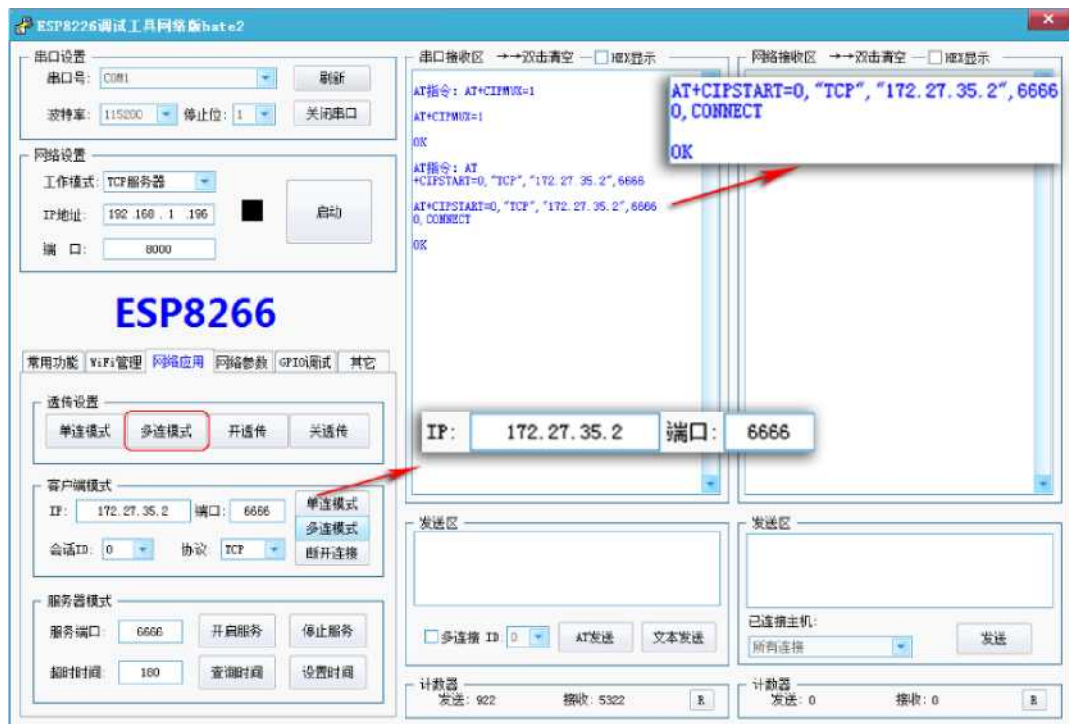 ESP8226调试工具网络版bate2
串口设置
串口号: COM1 刷新
波特率: 115200 停止位: 1 关闭串口
网络设置
工作模式: TCP服务器
IP地址: 192 .168 . 1 .196 启动
端 口: 8000
ESP8266
常用功能 WiFi管理 网络应用 网络参数 GPIO调试 其它
透传设置
单连模式 多连模式 开透传 关透传
客户端模式
IP: 172.27.35.2 端口: 6666 单连模式
多连模式
会话ID: 0 协议: TCP 断开连接
服务器模式
服务端口: 6666 开启服务 停止服务
超时时间: 180 查询时间 设置时间
串口接收区 →→双击清空 — HEX显示
AT指令: AT+CIPMUX=1
AT+CIPMUX=1
OK
AT指令: AT
+CIPSTART=0,"TCP","172.27.35.2",6666
AT+CIPSTART=0,"TCP","172.27.35.2",6666
0,CONNECT
OK
IP: 172.27.35.2 端口: 6666
发送区
多连接 ID 0 AT发送 文本发送
计数器
发送: 922 接收: 5322 R
网络接收区 →→双击清空 — HEX显示
AT+CIPSTART=0,"TCP","172.27.35.2",6666
0,CONNECT
OK
发送区
已连接主机:
所有连接 发送
计数器
发送: 0 接收: 0 R